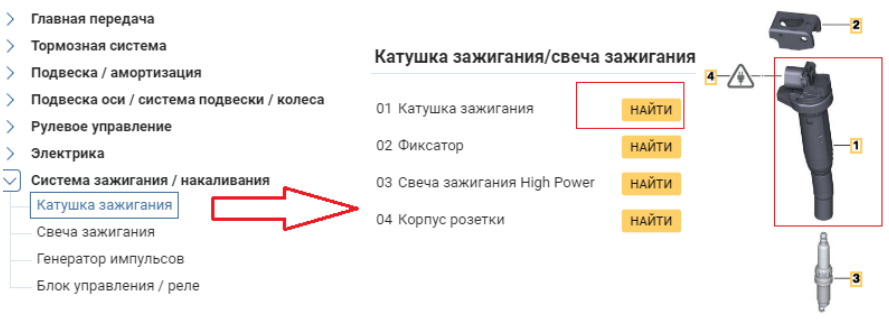 Главная передача
Тормозная система
Подвеска / амортизация
Подвеска оси / система подвески / колеса
Рулевое управление
Электрика
Система зажигания / накаливания
Катушка зажигания
Свеча зажигания
Генератор импульсов
Блок управления / реле
Катушка зажигания/свеча зажигания
01 Катушка зажигания НАЙТИ
02 Фиксатор НАЙТИ
03 Свеча зажигания High Power НАЙТИ
04 Корпус розетки НАЙТИ
2
4
1
3